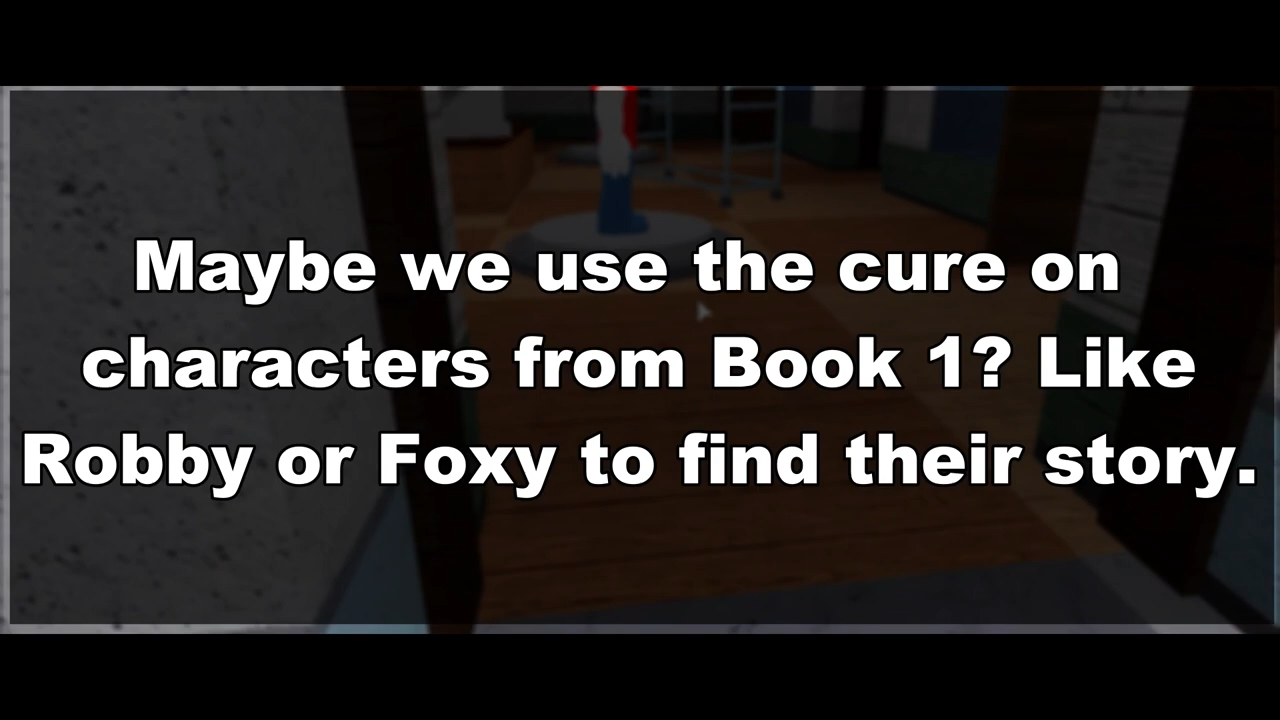 Maybe we use the cure on
characters from Book 1? Like
Robby or Foxy to find their story.